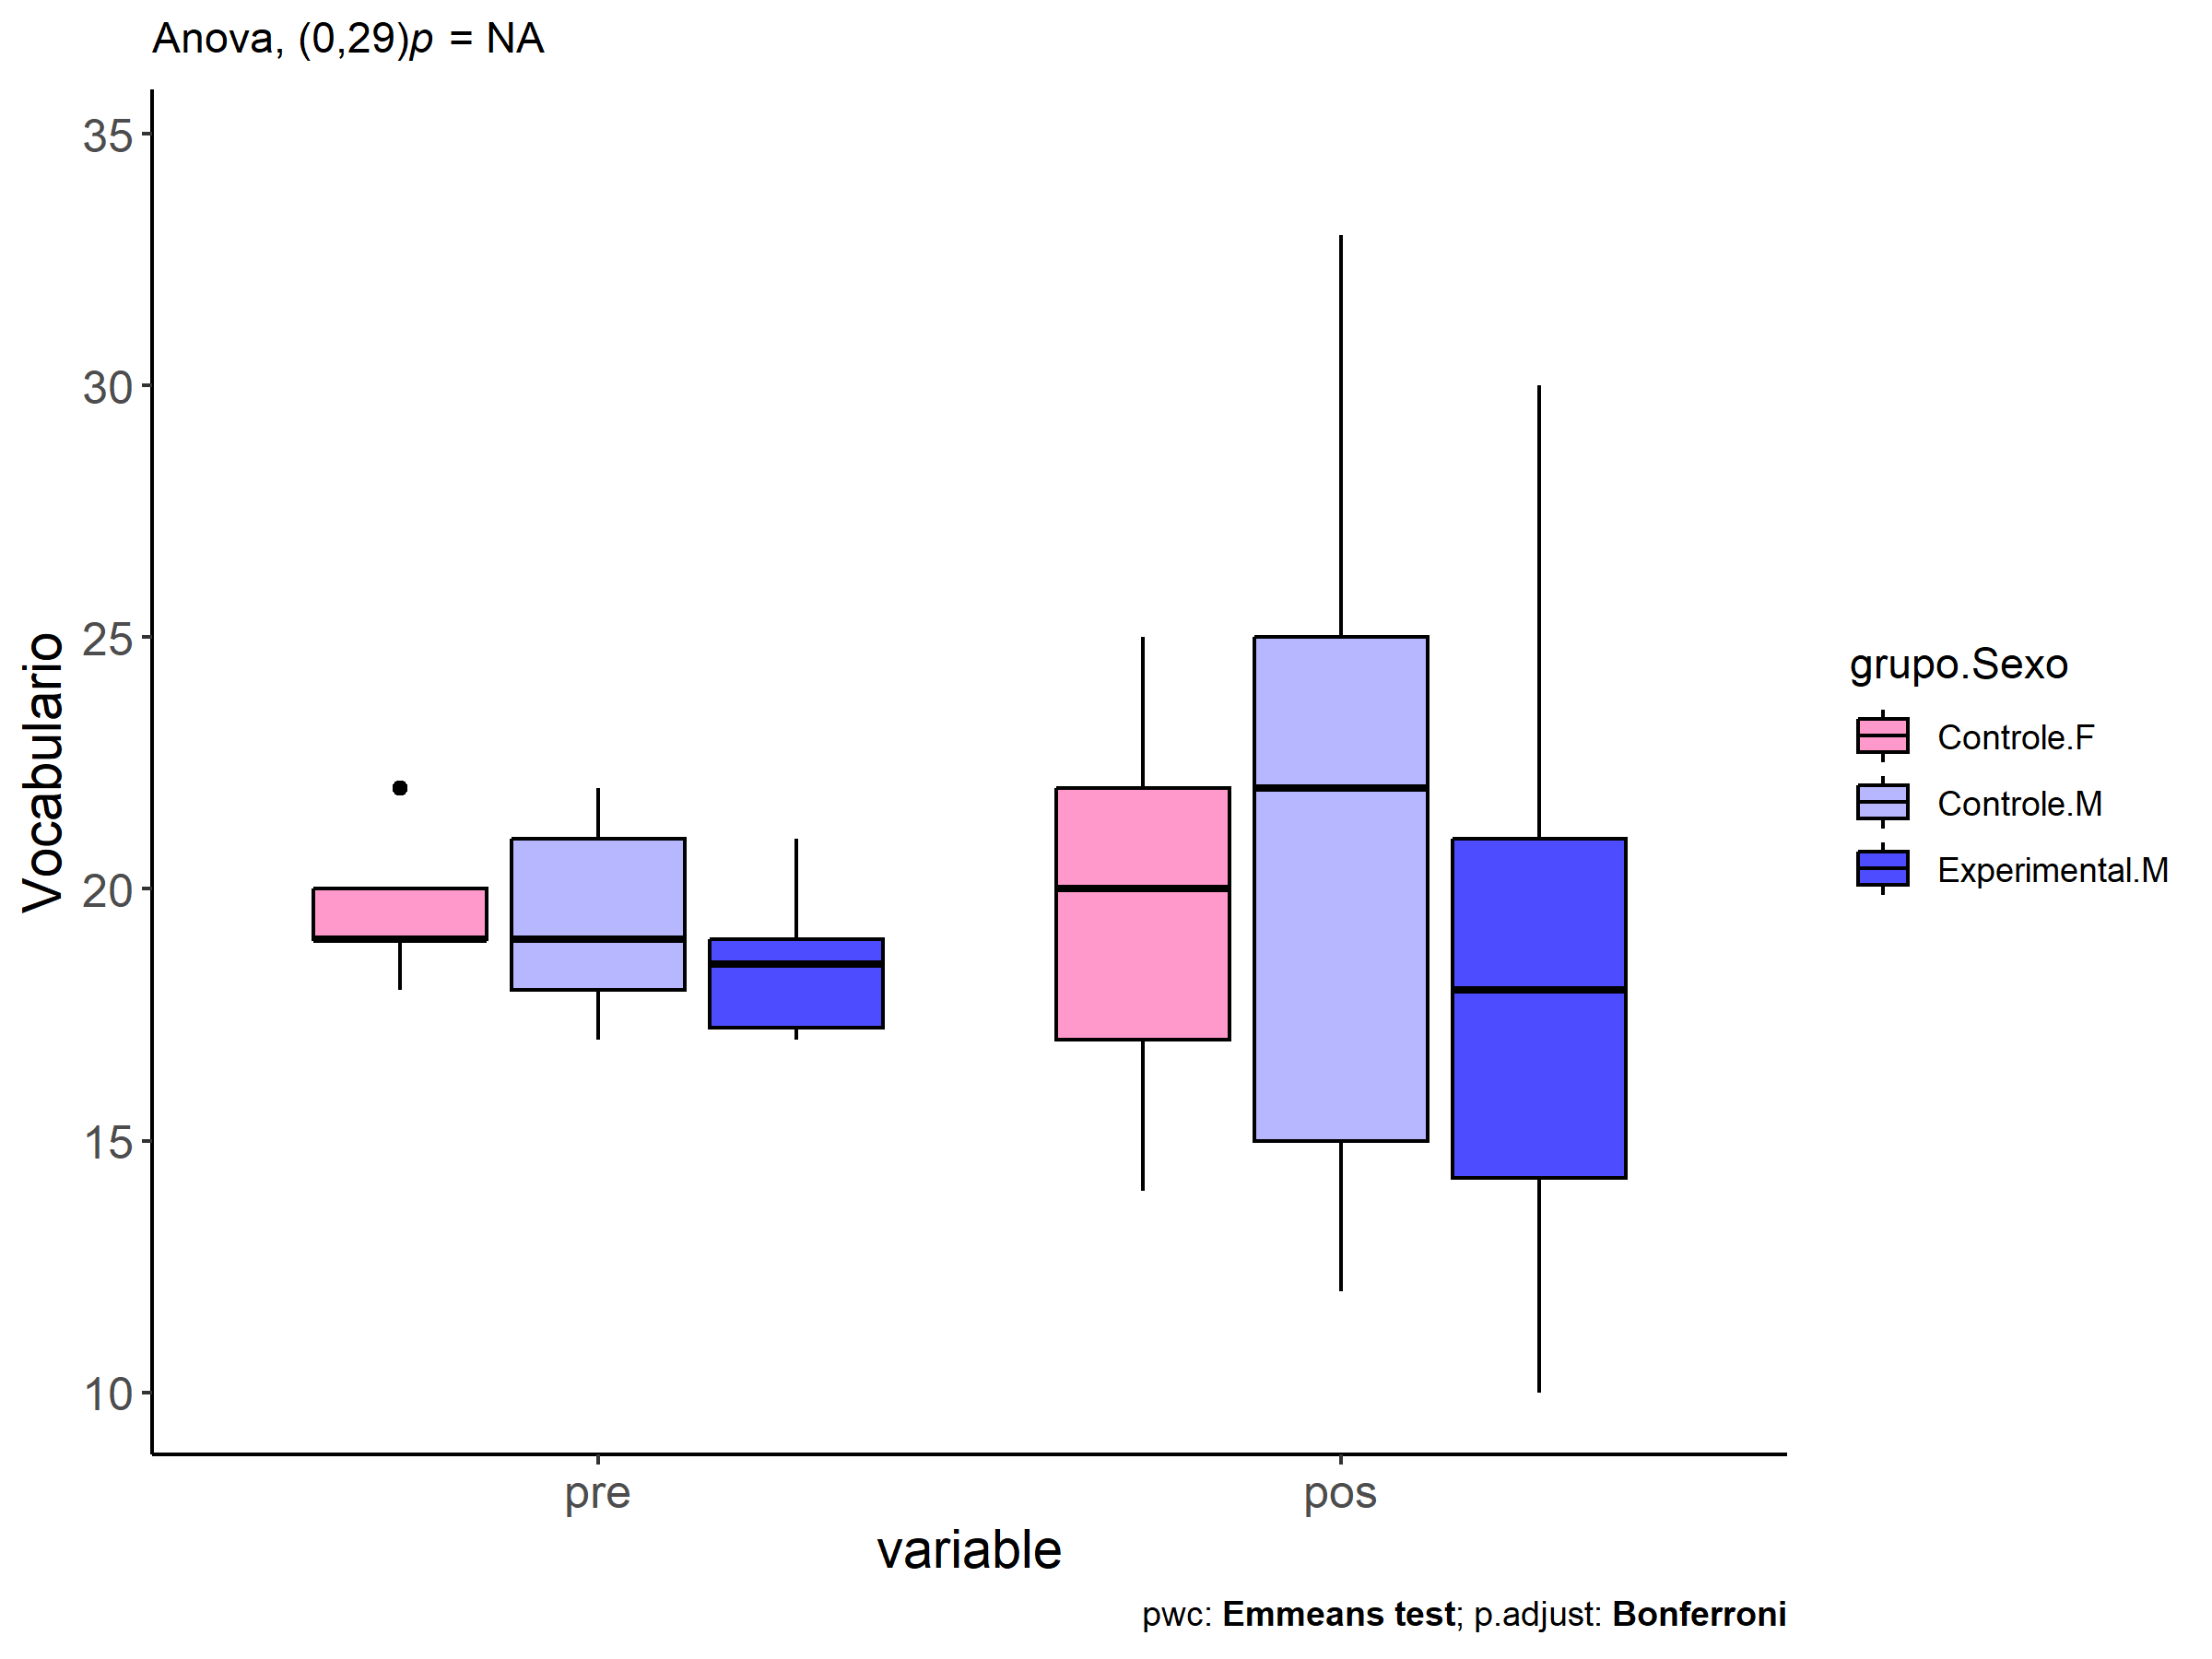 Anova, (0,29)p = NA
35
30
25
20
15
10
Vocabulario
pre
pos
variable
grupo.Sexo
Controle.F
Controle.M
Experimental.M
pwc: Emmeans test; p.adjust: Bonferroni